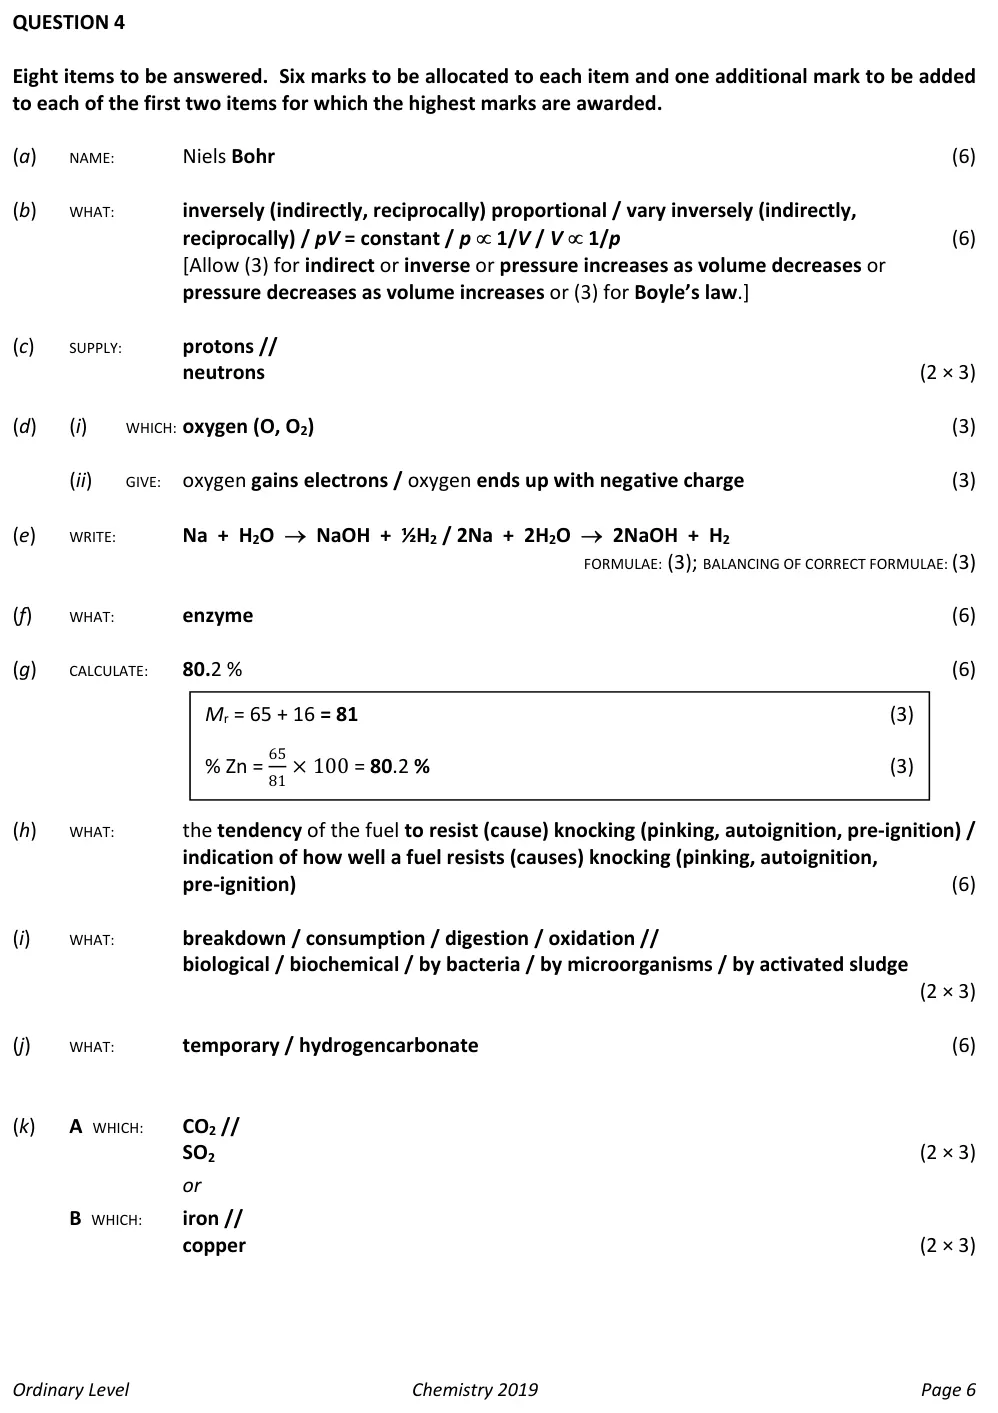 QUESTION 4
Eight items to be answered. Six marks to be allocated to each item and one additional mark to be added
to each of the first two items for which the highest marks are awarded.
(a) NAME: Niels Bohr (6)
(b) WHAT: inversely (indirectly, reciprocally) proportional / vary inversely (indirectly,
reciprocally) / pV = constant / p ∝ 1/V / V ∝ 1/p (6)
[Allow (3) for indirect or inverse or pressure increases as volume decreases or
pressure decreases as volume increases or (3) for Boyle’s law.]
(c) SUPPLY: protons //
neutrons (2 × 3)
(d) (i) WHICH: oxygen (O, O₂) (3)
(ii) GIVE: oxygen gains electrons / oxygen ends up with negative charge (3)
(e) WRITE: Na + H₂O → NaOH + ½H₂ / 2Na + 2H₂O → 2NaOH + H₂
FORMULAE: (3); BALANCING OF CORRECT FORMULAE: (3)
(f) WHAT: enzyme (6)
(g) CALCULATE: 80.2 % (6)
Mᵣ = 65 + 16 = 81 (3)
% Zn = 65/81 × 100 = 80.2 % (3)
(h) WHAT: the tendency of the fuel to resist (cause) knocking (pinking, autoignition, pre-ignition) /
indication of how well a fuel resists (causes) knocking (pinking, autoignition,
pre-ignition) (6)
(i) WHAT: breakdown / consumption / digestion / oxidation //
biological / biochemical / by bacteria / by microorganisms / by activated sludge
(2 × 3)
(j) WHAT: temporary / hydrogencarbonate (6)
(k) A WHICH: CO₂ //
SO₂ (2 × 3)
or
B WHICH: iron //
copper (2 × 3)
Ordinary Level Chemistry 2019 Page 6